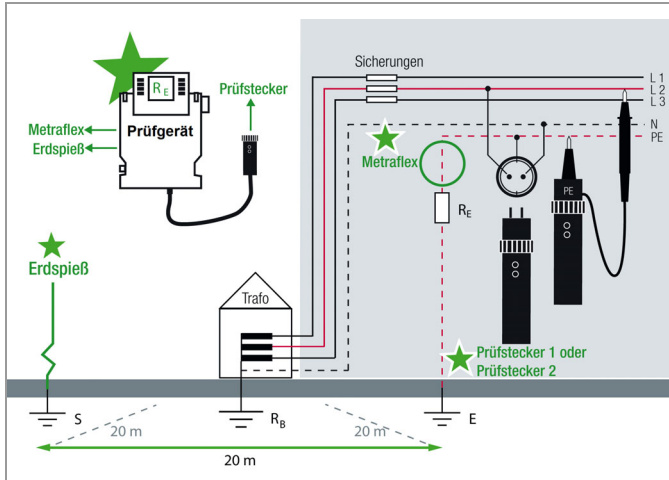 Sicherungen
L 1
L 2
L 3
N
PE
R E
Prüfgerät
Prüfstecker
Metraflex
Erdspieß
Metraflex
R E
PE
Erdspieß
Trafo
Prüfstecker 1 oder
Prüfstecker 2
S
R B
E
20 m
20 m
20 m